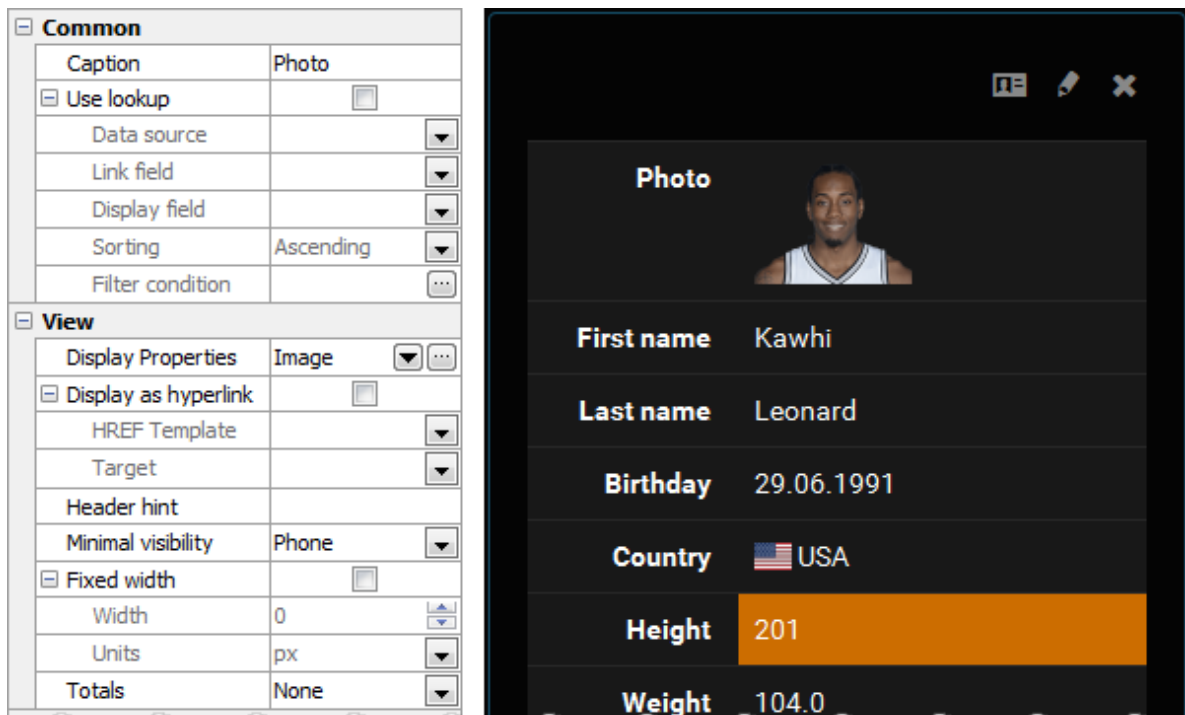 Common
Caption Photo
Use lookup
Data source
Link field
Display field
Sorting Ascending
Filter condition
View
Display Properties Image
Display as hyperlink
HREF Template
Target
Header hint
Minimal visibility Phone
Fixed width
Width 0
Units px
Totals None
Photo
First name Kawhi
Last name Leonard
Birthday 29.06.1991
Country USA
Height 201
Weight 104.0